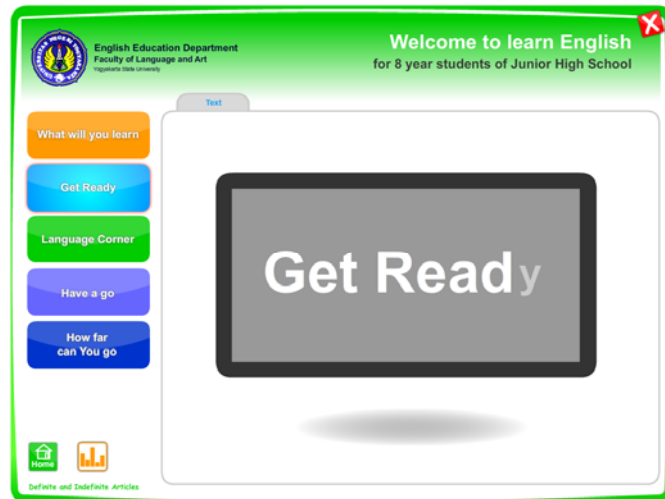 English Education Department
Faculty of Language and Art
Yogyakarta State University
Welcome to learn English
for 8 year students of Junior High School
Text
What will you learn
Get Ready
Language Corner
Have a go
How far
can You go
Get Ready
Home
Definite and Indefinite Articles